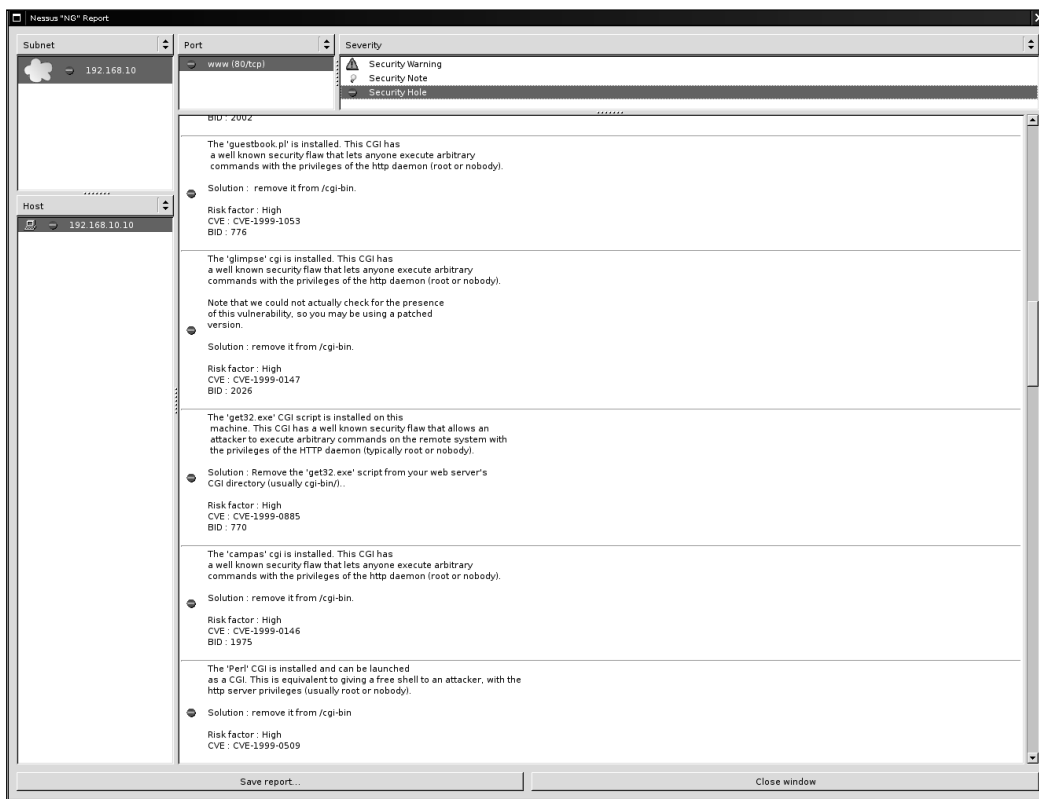 Nessus "NG" Report
Subnet
192.168.10
Host
192.168.10.10
Port
www (80/tcp)
Severity
Security Warning
Security Note
Security Hole
BID : 2002
The 'guestbook.pl' is installed. This CGI has
a well known security flaw that lets anyone execute arbitrary
commands with the privileges of the http daemon (root or nobody).
Solution : remove it from /cgi-bin.
Risk factor : High
CVE : CVE-1999-1053
BID : 776
The 'glimpse' cgi is installed. This CGI has
a well known security flaw that lets anyone execute arbitrary
commands with the privileges of the http daemon (root or nobody).
Note that we could not actually check for the presence
of this vulnerability, so you may be using a patched
version.
Solution : remove it from /cgi-bin.
Risk factor : High
CVE : CVE-1999-0147
BID : 2026
The 'get32.exe' CGI script is installed on this
machine. This CGI has a well known security flaw that allows an
attacker to execute arbitrary commands on the remote system with
the privileges of the HTTP daemon (typically root or nobody).
Solution : Remove the 'get32.exe' script from your web server's
CGI directory (usually cgi-bin/)..
Risk factor : High
CVE : CVE-1999-0885
BID : 770
The 'campas' cgi is installed. This CGI has
a well known security flaw that lets anyone execute arbitrary
commands with the privileges of the http daemon (root or nobody).
Solution : remove it from /cgi-bin.
Risk factor : High
CVE : CVE-1999-0146
BID : 1975
The 'Perl' CGI is installed and can be launched
as a CGI. This is equivalent to giving a free shell to an attacker, with the
http server privileges (usually root or nobody).
Solution : remove it from /cgi-bin
Risk factor : High
CVE : CVE-1999-0509
Save report...
Close window